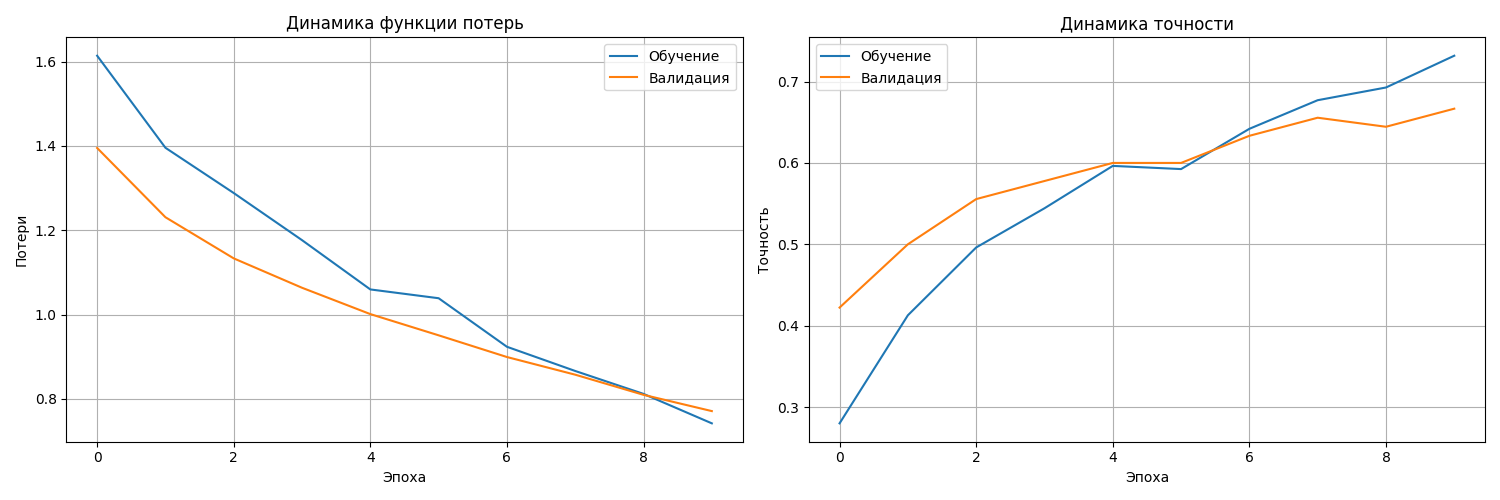 Динамика функции потерь
Обучение
Валидация
1.6
1.4
1.2
1.0
0.8
Потери
0 2 4 6 8
Эпоха
Динамика точности
Обучение
Валидация
0.7
0.6
0.5
0.4
0.3
Точность
0 2 4 6 8
Эпоха